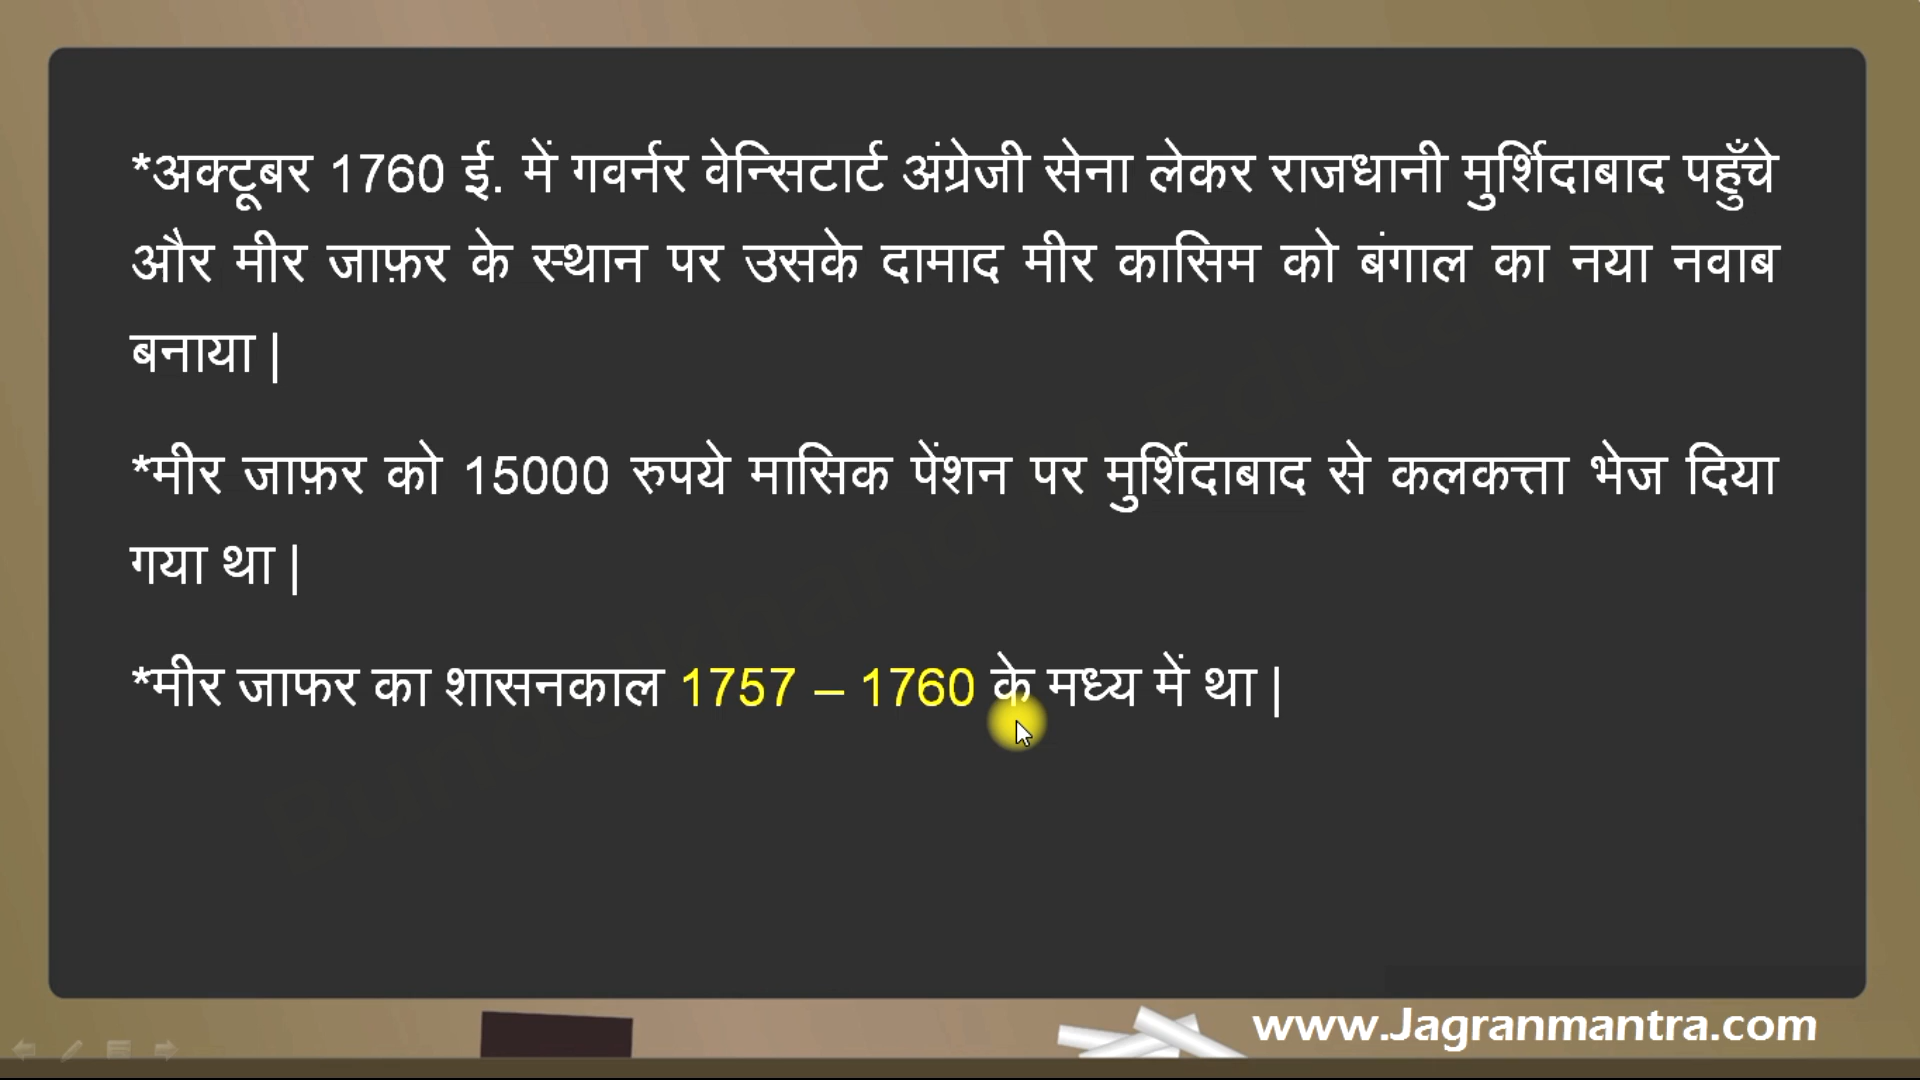 *अक्टूबर 1760 ई. में गवर्नर वेन्सिटार्ट अंग्रेजी सेना लेकर राजधानी मुर्शिदाबाद पहुँचे
और मीर जाफ़र के स्थान पर उसके दामाद मीर कासिम को बंगाल का नया नवाब
बनाया |
*मीर जाफ़र को 15000 रुपये मासिक पेंशन पर मुर्शिदाबाद से कलकत्ता भेज दिया
गया था |
*मीर जाफर का शासनकाल 1757 – 1760 के मध्य में था |
www.Jagranmantra.com